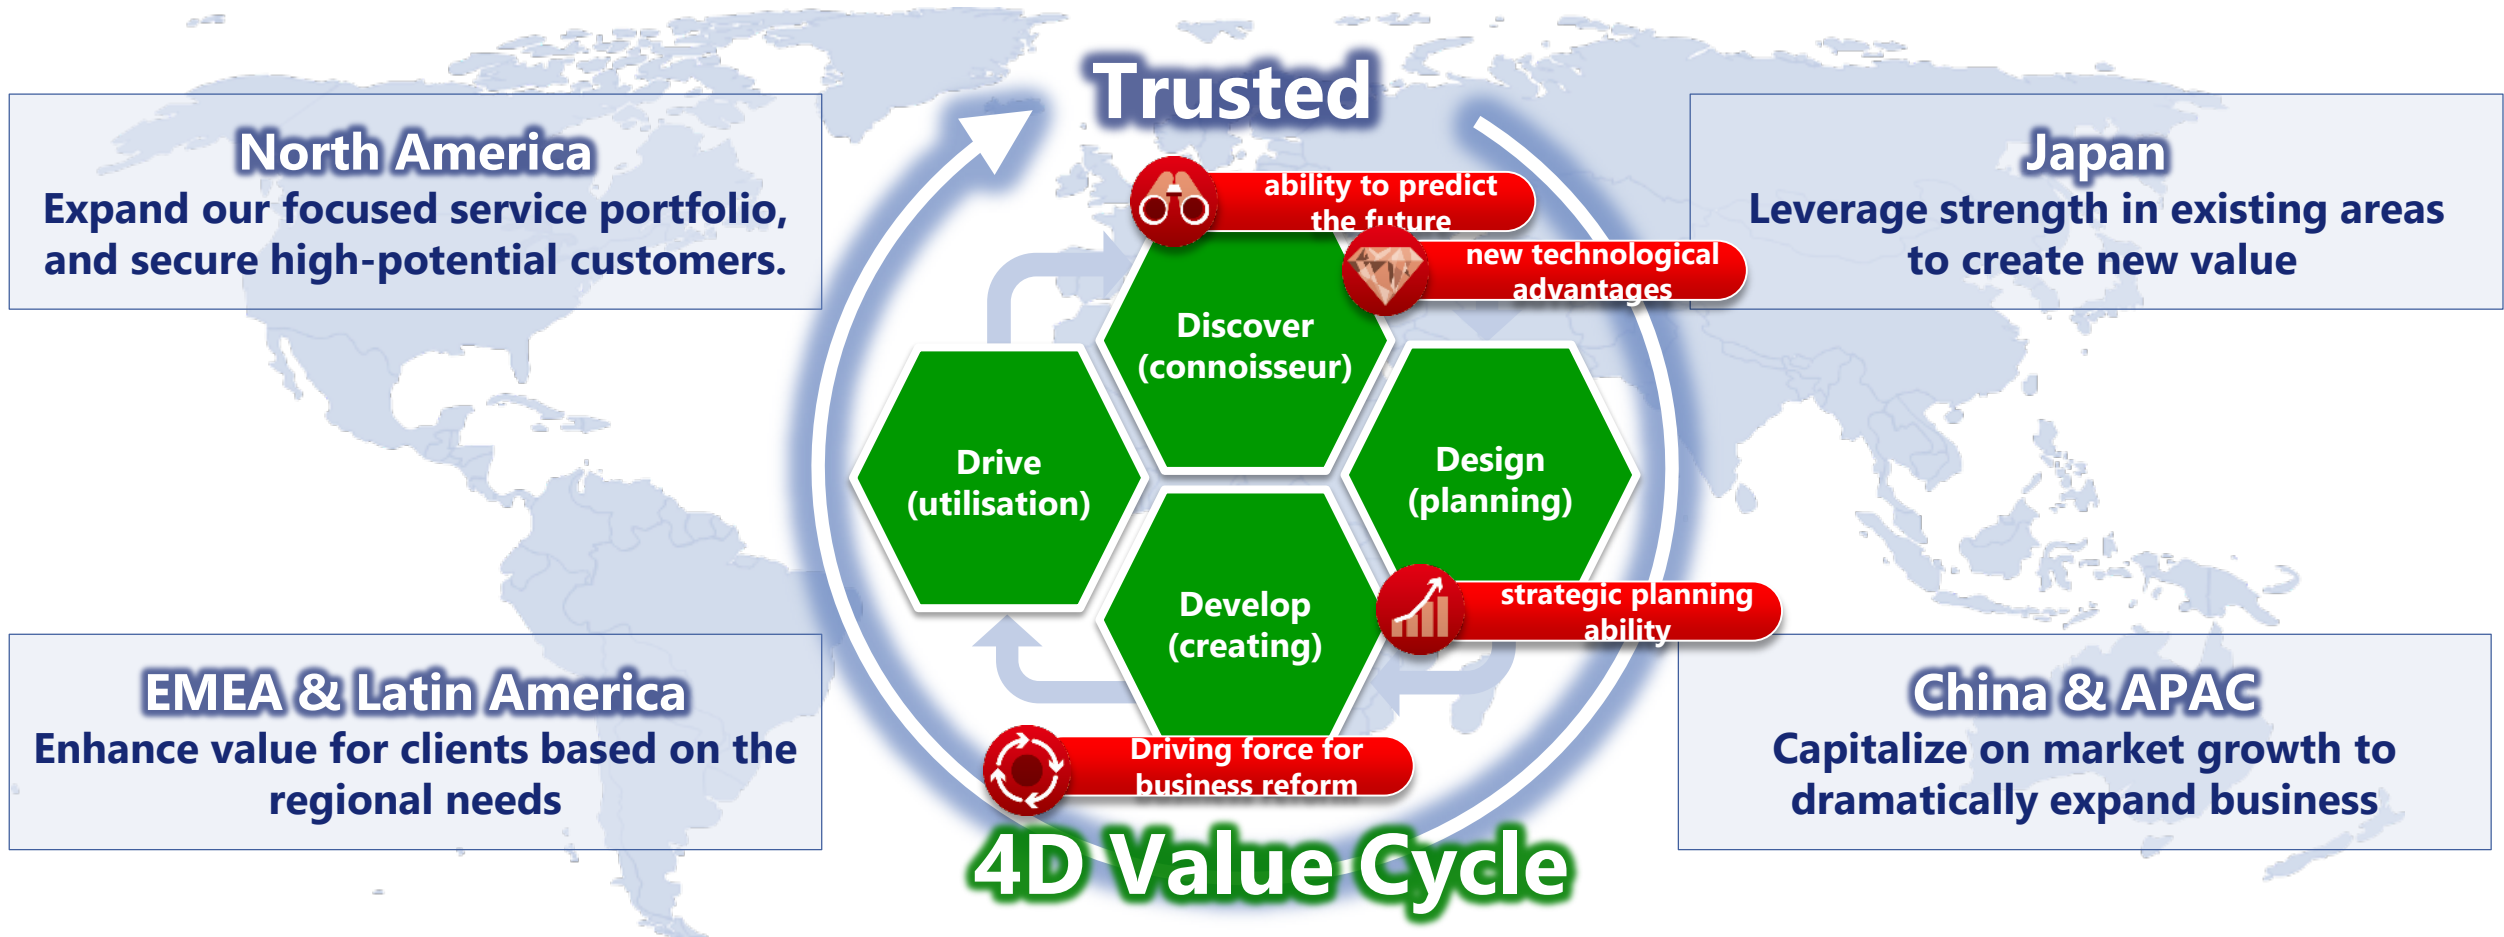 Trusted
North America
Expand our focused service portfolio,
and secure high-potential customers.
Japan
Leverage strength in existing areas
to create new value
ability to predict
the future
new technological
advantages
Discover
(connoisseur)
Drive
(utilisation)
Design
(planning)
Develop
(creating)
strategic planning
ability
EMEA & Latin America
Enhance value for clients based on the
regional needs
China & APAC
Capitalize on market growth to
dramatically expand business
Driving force for
business reform
4D Value Cycle